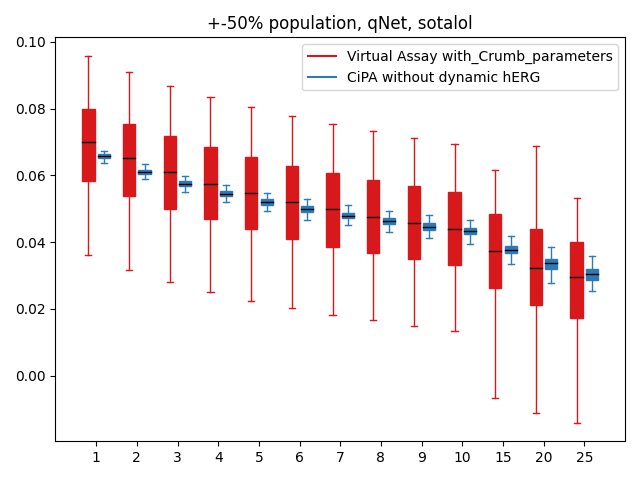 +-50% population, qNet, sotalol
Virtual Assay with_Crumb_parameters
CiPA without dynamic hERG
0.10
0.08
0.06
0.04
0.02
0.00
1 2 3 4 5 6 7 8 9 10 15 20 25